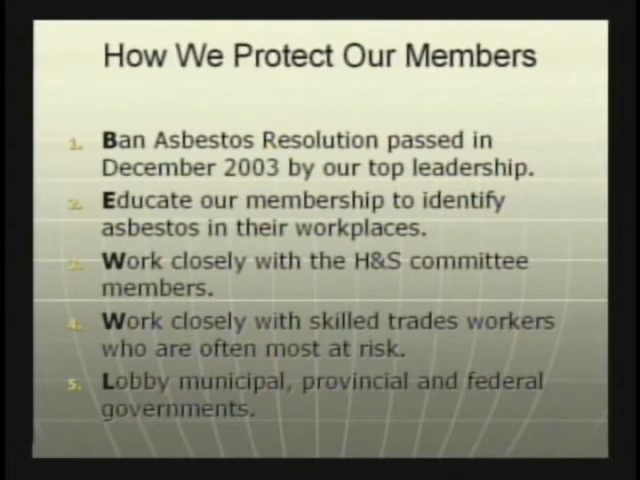 How We Protect Our Members
1. Ban Asbestos Resolution passed in
December 2003 by our top leadership.
2. Educate our membership to identify
asbestos in their workplaces.
3. Work closely with the H&S committee
members.
4. Work closely with skilled trades workers
who are often most at risk.
5. Lobby municipal, provincial and federal
governments.